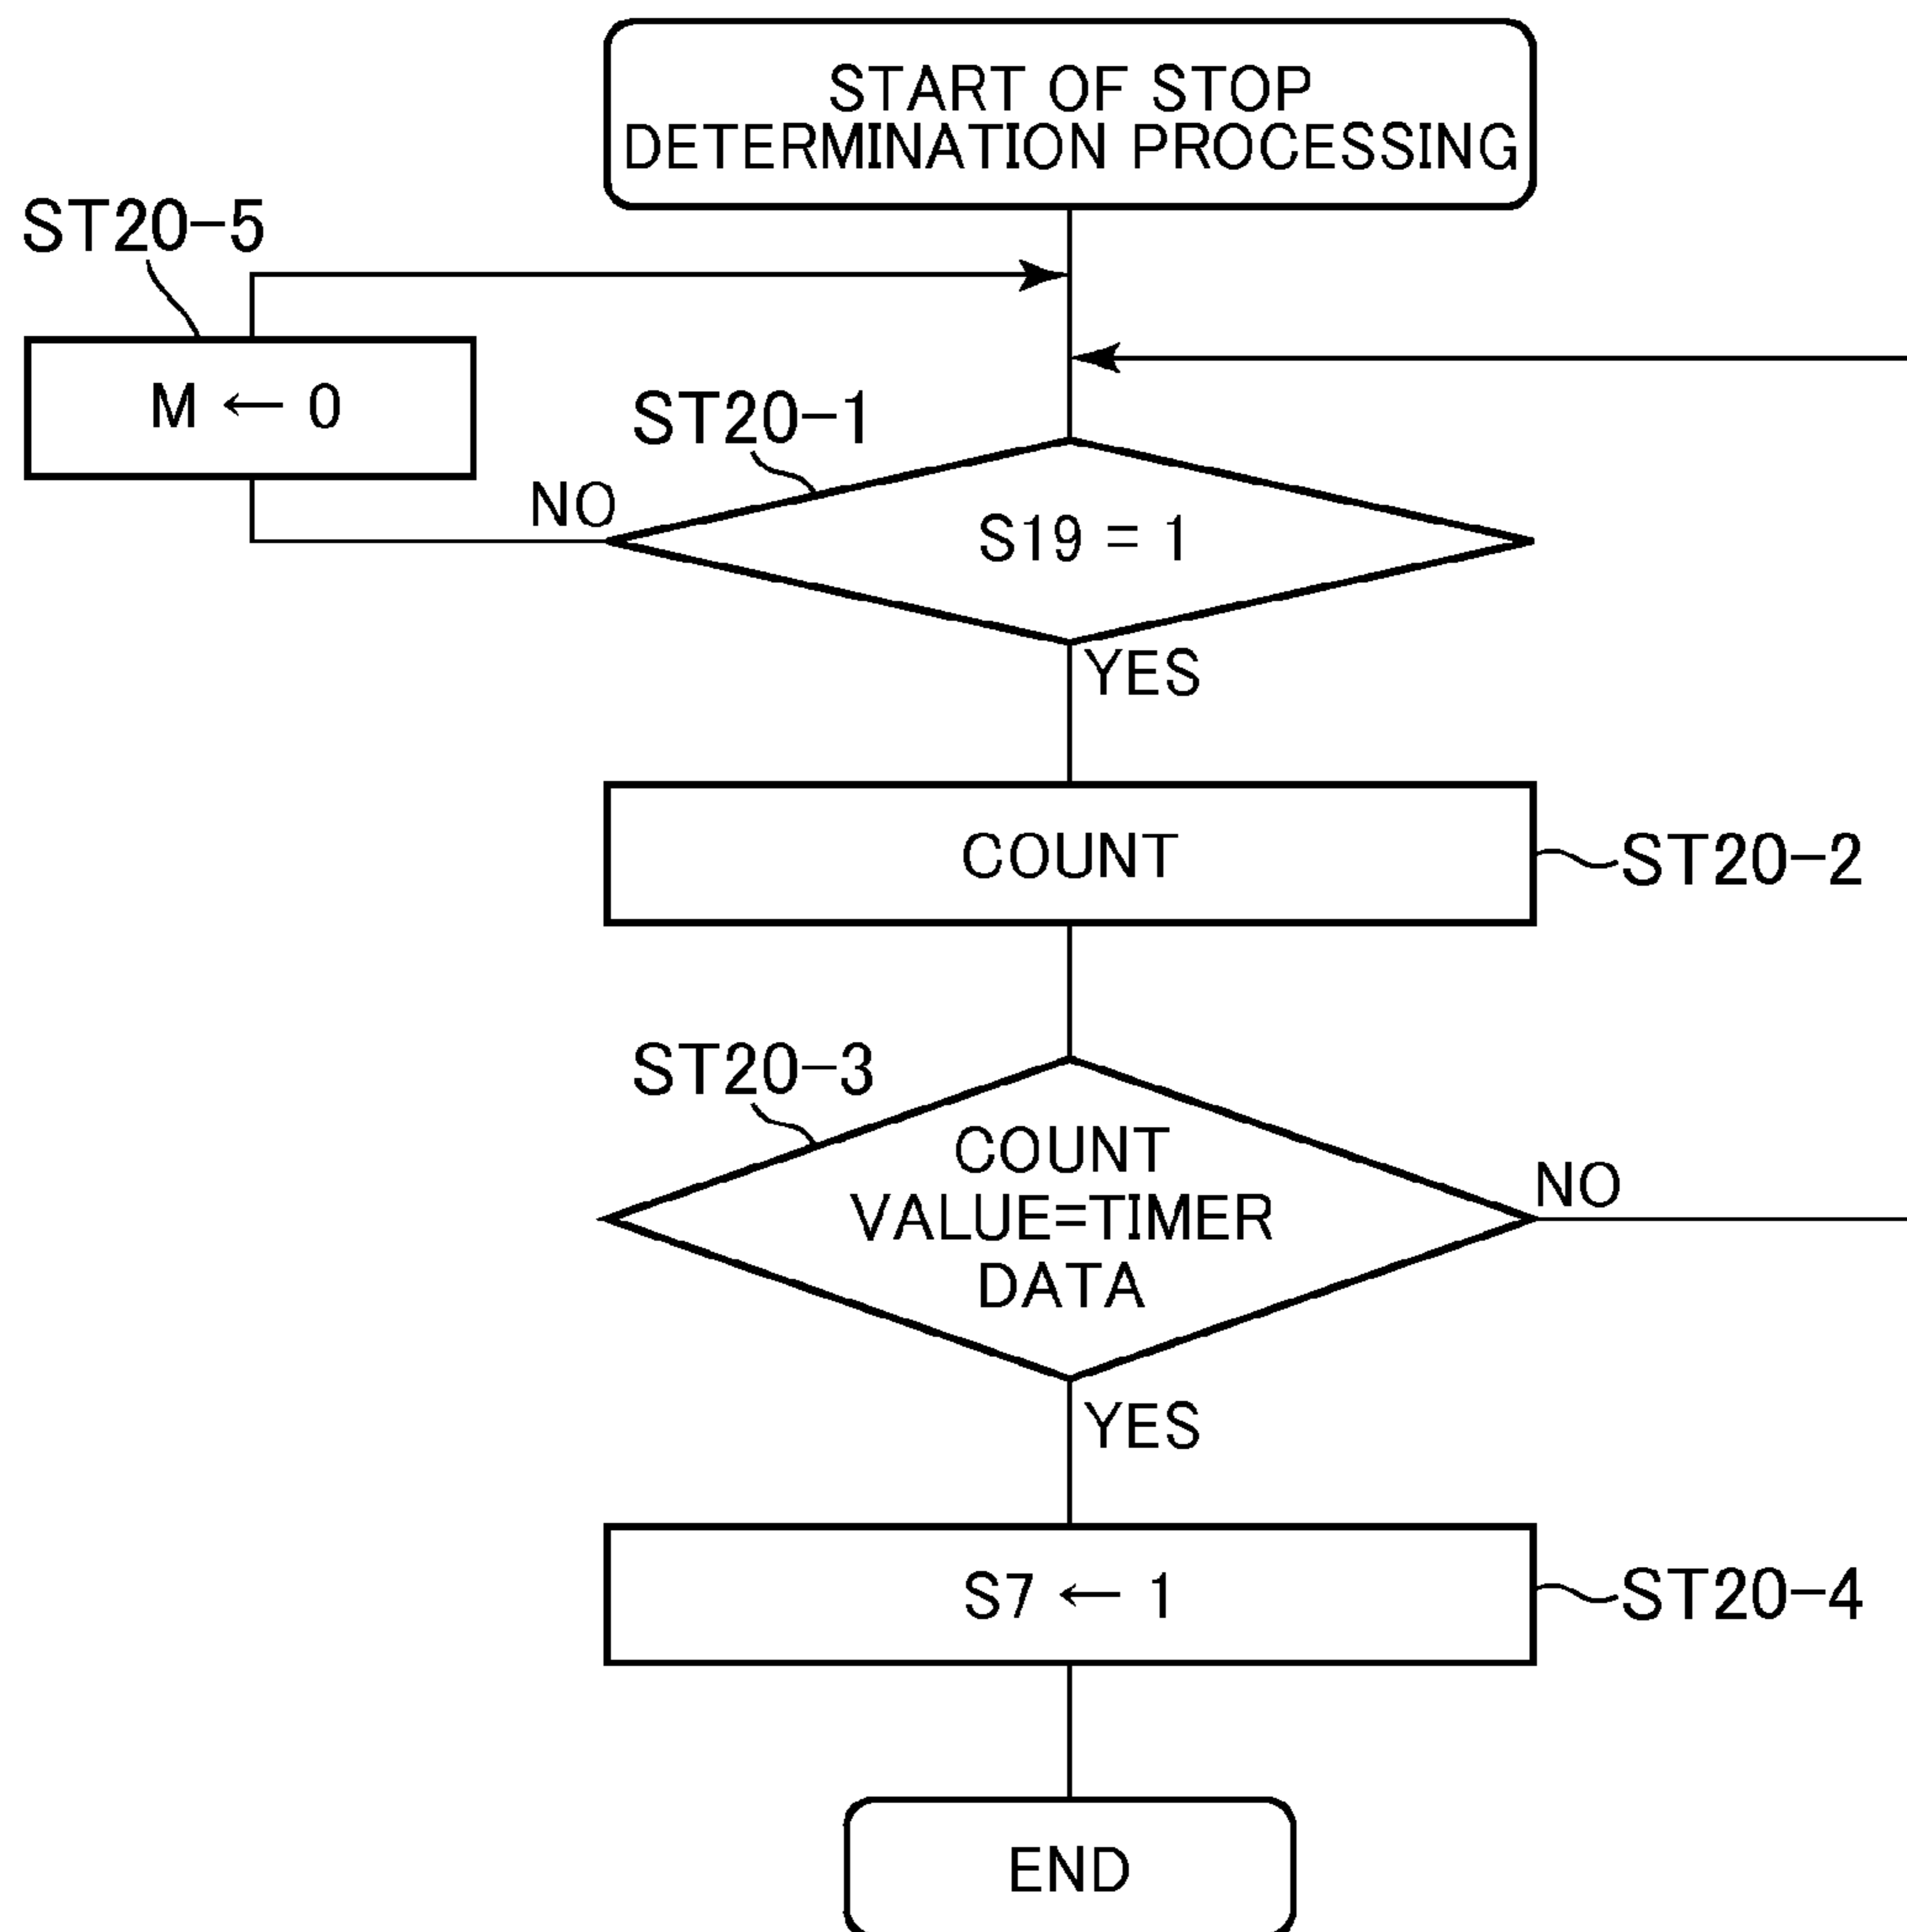 START OF STOP
DETERMINATION PROCESSING
ST20-5
M ← 0
ST20-1
NO
S19 = 1
YES
COUNT
ST20-2
ST20-3
COUNT
VALUE=TIMER
DATA
NO
YES
S7 ← 1
ST20-4
END